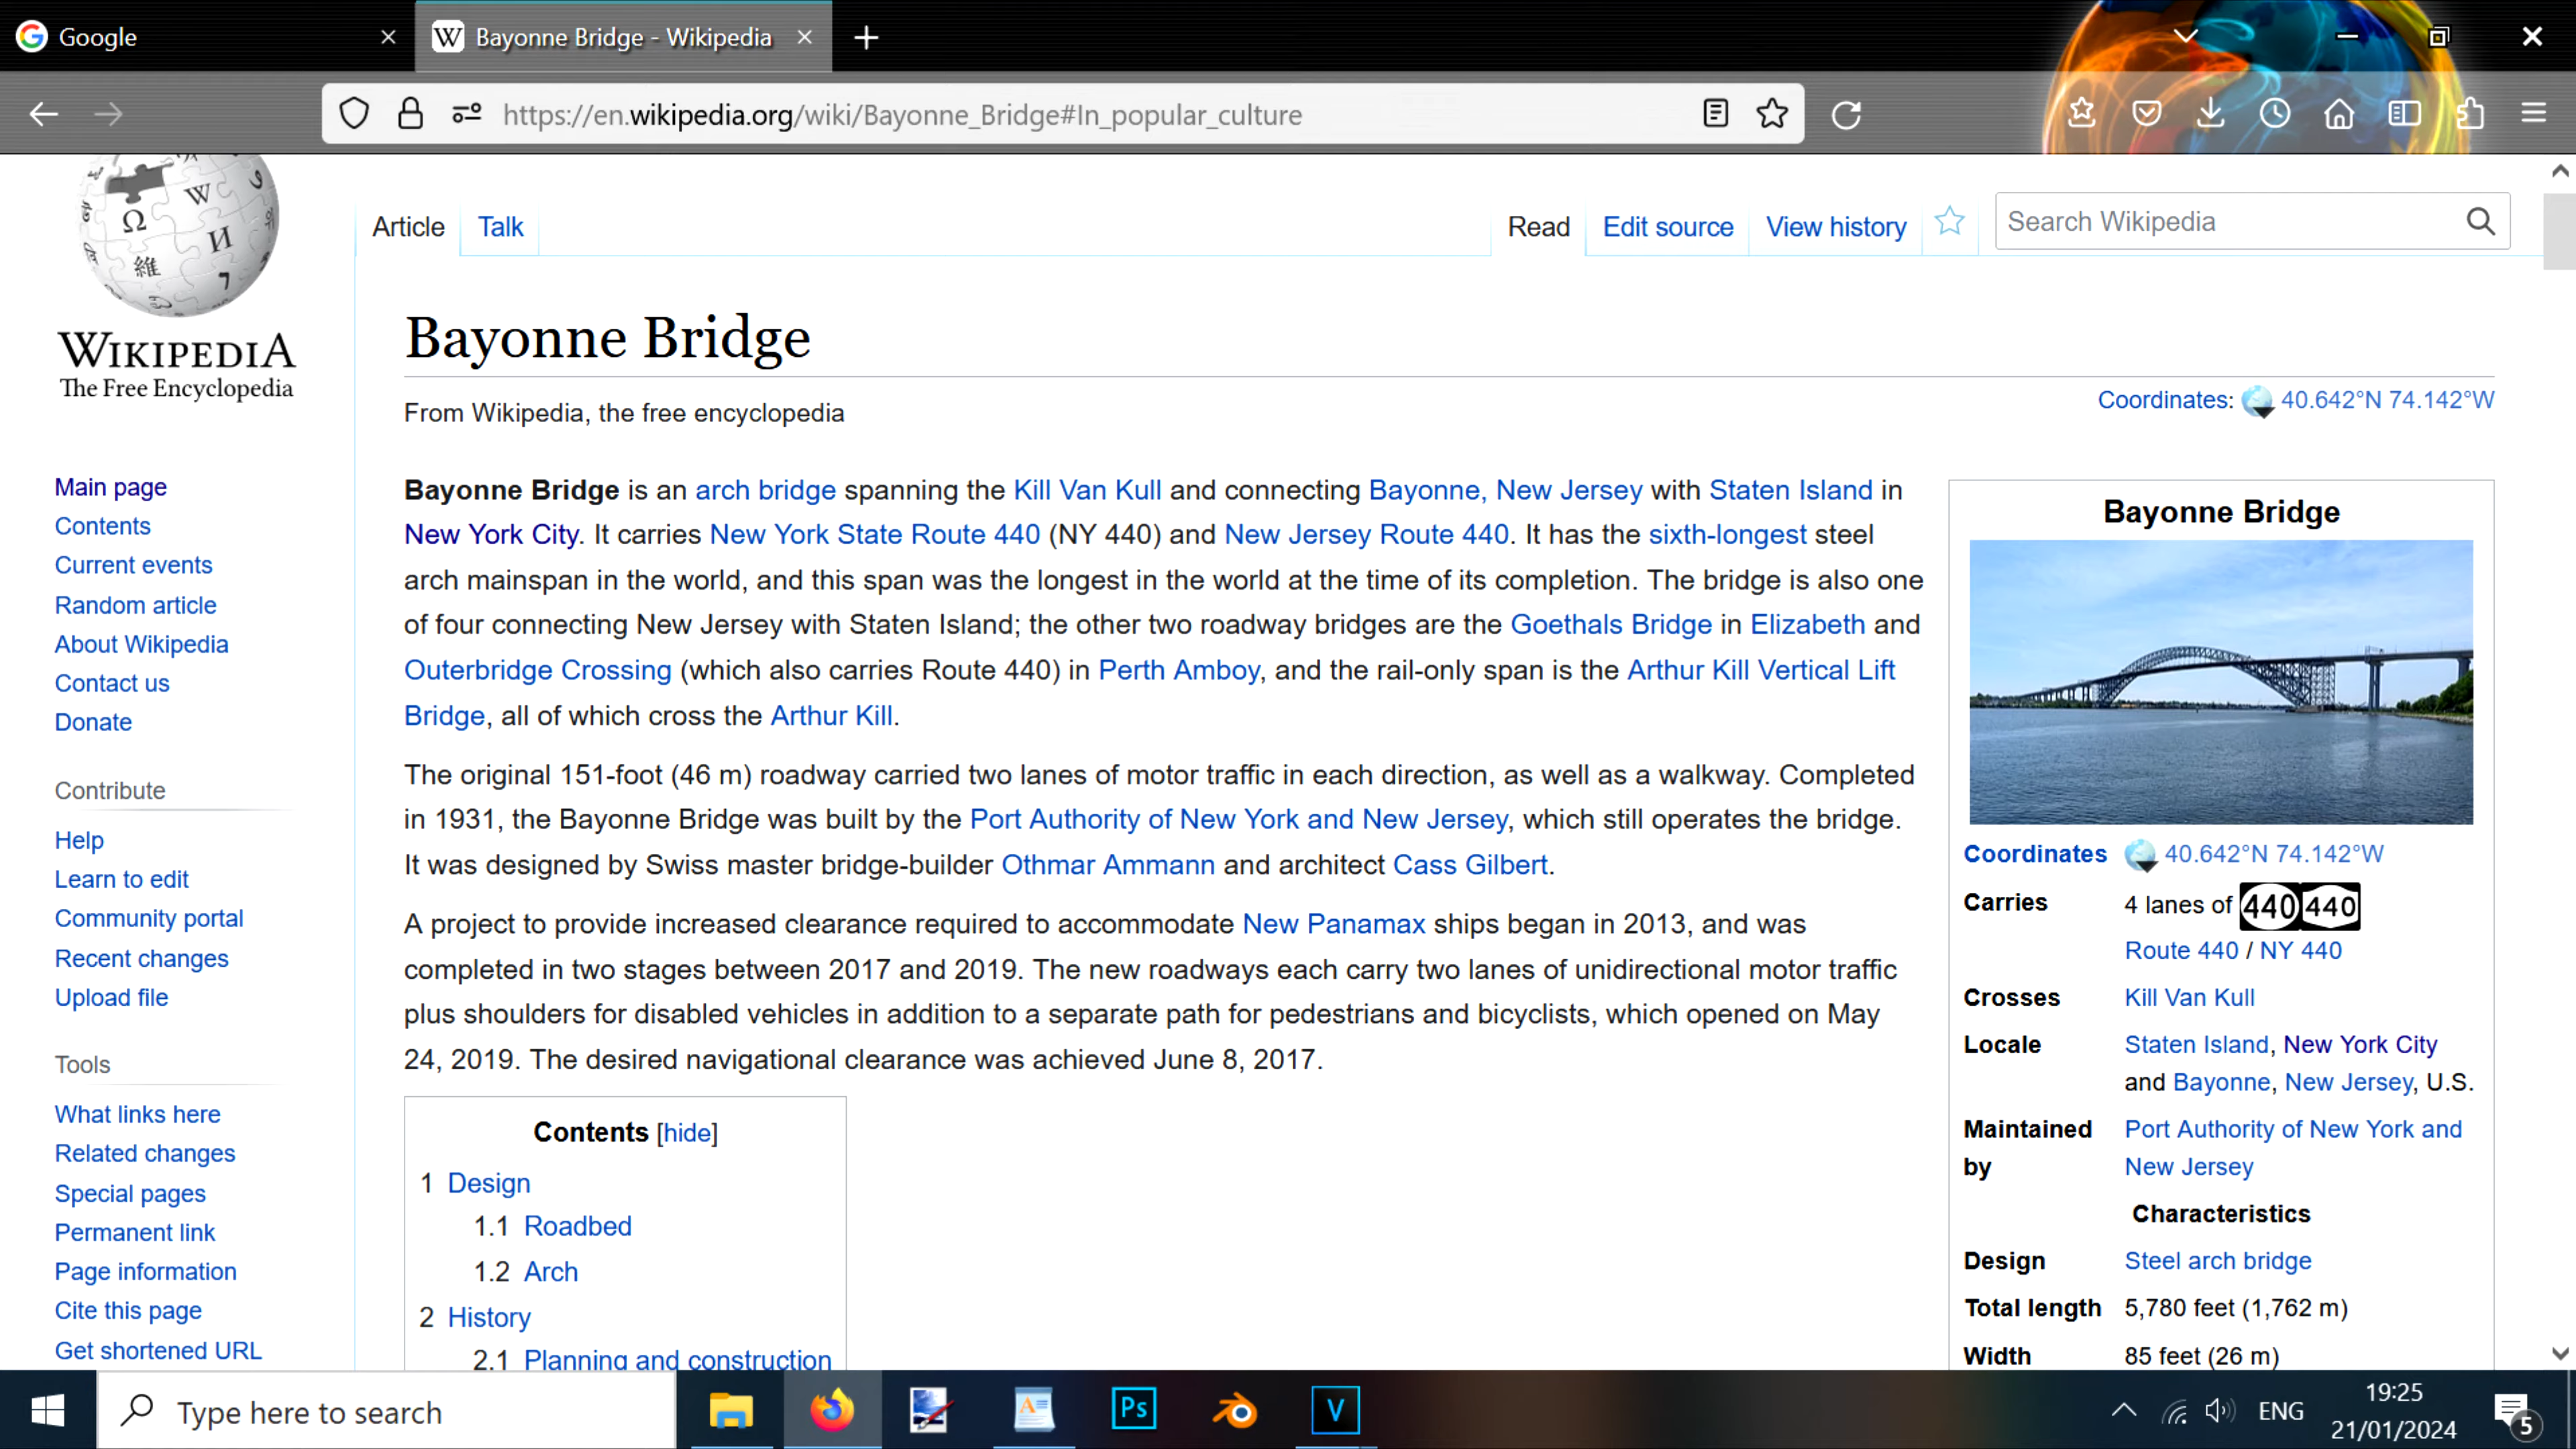 Google
Bayonne Bridge - Wikipedia
https://en.wikipedia.org/wiki/Bayonne_Bridge#In_popular_culture
WIKIPEDIA
The Free Encyclopedia
Article
Talk
Read
Edit source
View history
Search Wikipedia
Bayonne Bridge
From Wikipedia, the free encyclopedia
Coordinates: 40.642°N 74.142°W
Main page
Contents
Current events
Random article
About Wikipedia
Contact us
Donate
Contribute
Help
Learn to edit
Community portal
Recent changes
Upload file
Tools
What links here
Related changes
Special pages
Permanent link
Page information
Cite this page
Get shortened URL
Bayonne Bridge is an arch bridge spanning the Kill Van Kull and connecting Bayonne, New Jersey with Staten Island in
New York City. It carries New York State Route 440 (NY 440) and New Jersey Route 440. It has the sixth-longest steel
arch mainspan in the world, and this span was the longest in the world at the time of its completion. The bridge is also one
of four connecting New Jersey with Staten Island; the other two roadway bridges are the Goethals Bridge in Elizabeth and
Outerbridge Crossing (which also carries Route 440) in Perth Amboy, and the rail-only span is the Arthur Kill Vertical Lift
Bridge, all of which cross the Arthur Kill.
The original 151-foot (46 m) roadway carried two lanes of motor traffic in each direction, as well as a walkway. Completed
in 1931, the Bayonne Bridge was built by the Port Authority of New York and New Jersey, which still operates the bridge.
It was designed by Swiss master bridge-builder Othmar Ammann and architect Cass Gilbert.
A project to provide increased clearance required to accommodate New Panamax ships began in 2013, and was
completed in two stages between 2017 and 2019. The new roadways each carry two lanes of unidirectional motor traffic
plus shoulders for disabled vehicles in addition to a separate path for pedestrians and bicyclists, which opened on May
24, 2019. The desired navigational clearance was achieved June 8, 2017.
Contents [hide]
1 Design
1.1 Roadbed
1.2 Arch
2 History
2.1 Planning and construction
Bayonne Bridge
Coordinates 40.642°N 74.142°W
Carries 4 lanes of 440 440
Route 440 / NY 440
Crosses Kill Van Kull
Locale Staten Island, New York City
and Bayonne, New Jersey, U.S.
Maintained Port Authority of New York and
by New Jersey
Characteristics
Design Steel arch bridge
Total length 5,780 feet (1,762 m)
Width 85 feet (26 m)
Type here to search
Ps
V
ENG
19:25
21/01/2024
5